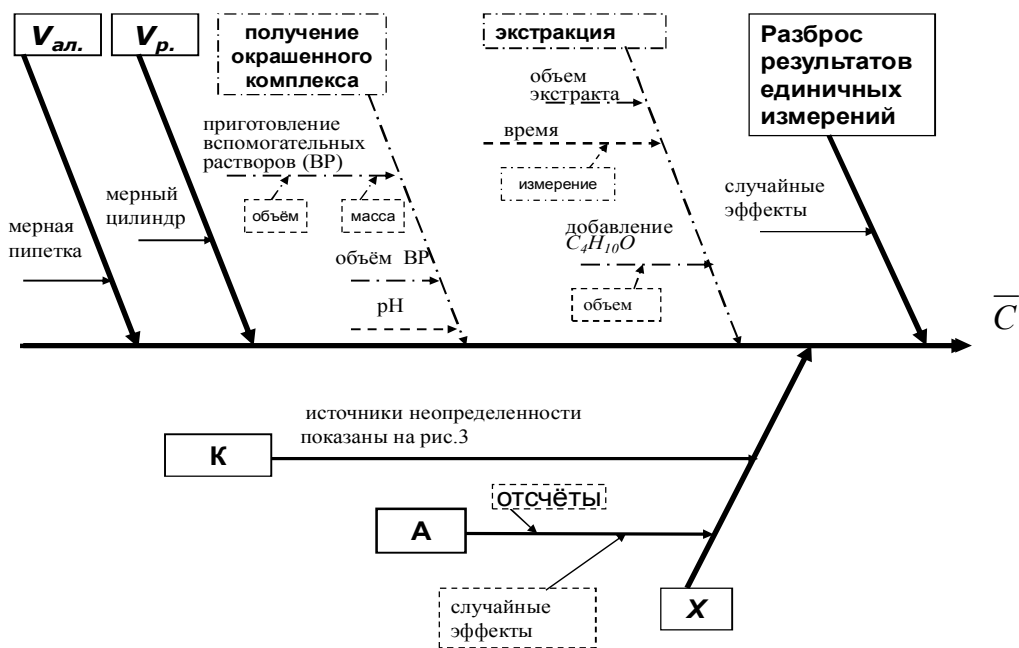 V ал.
V р.
получение
окрашенного
комплекса
экстракция
Разброс
результатов
единичных
измерений
объем
экстракта
время
измерение
приготовление
вспомогательных
растворов (ВР)
объём
масса
мерный
цилиндр
мерная
пипетка
случайные
эффекты
добавление
C4H10O
объем
объём ВР
pH
C
источники неопределенности
показаны на рис.3
К
отсчёты
А
случайные
эффекты
X